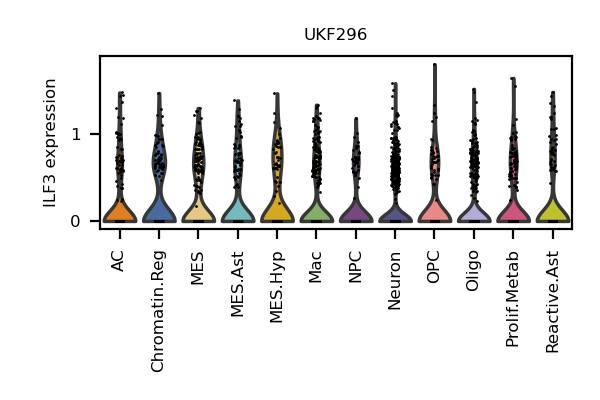 UKF296
ILF3 expression
1
0
AC
Chromatin.Reg
MES
MES.Ast
MES.Hyp
Mac
NPC
Neuron
OPC
Oligo
Prolif.Metab
Reactive.Ast